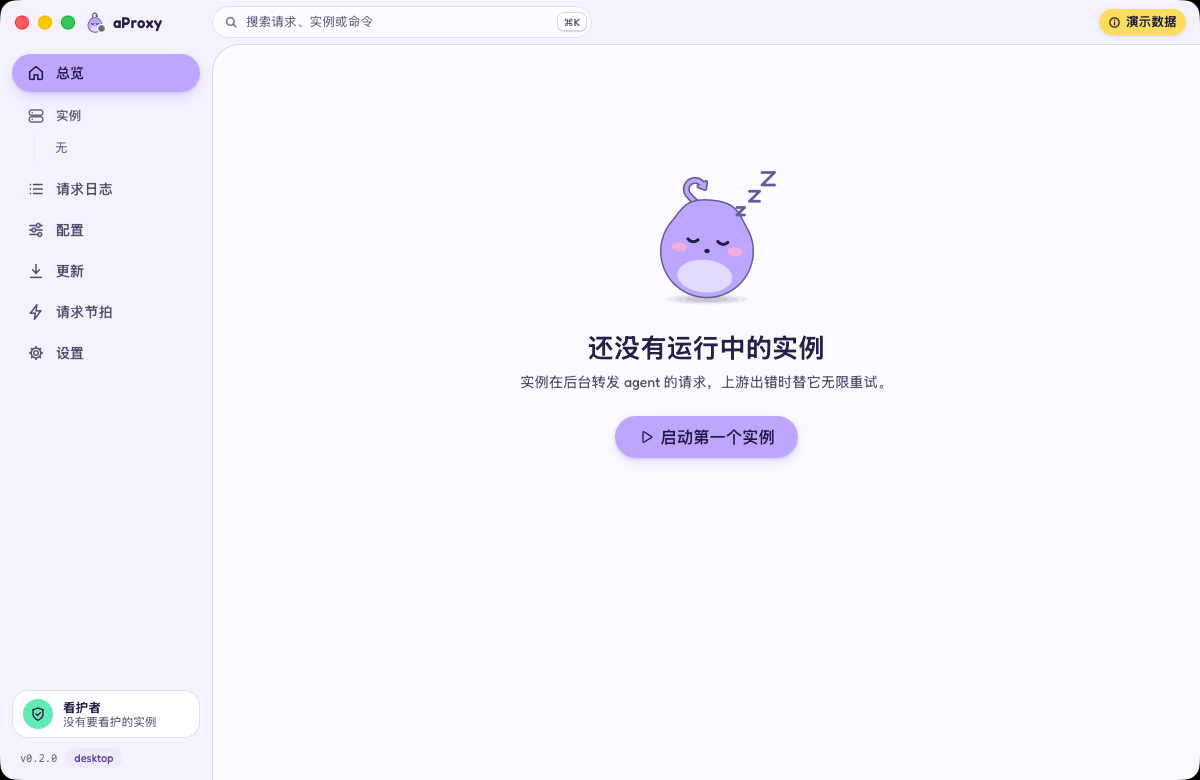 aProxy
搜索请求、实例或命令
⌘K
演示数据
总览
实例
无
请求日志
配置
更新
请求节拍
设置
z z z
还没有运行中的实例
实例在后台转发 agent 的请求，上游出错时替它无限重试。
启动第一个实例
看护者
没有要看护的实例
v0.2.0 desktop